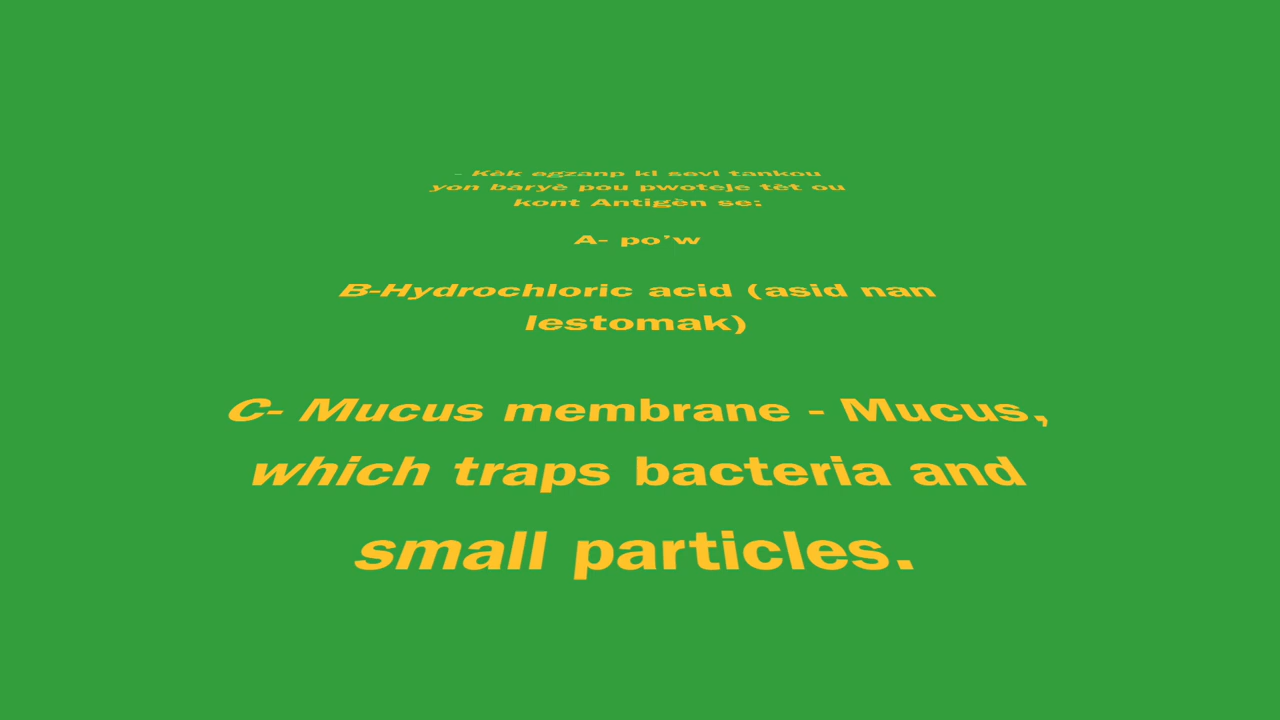 - Kèk egzanp ki sevi tankou
yon baryè pou pwoteje tèt ou
kont Antigèn se:
A- po'w
B-Hydrochloric acid (asid nan
lestomak)
C- Mucus membrane - Mucus,
which traps bacteria and
small particles.